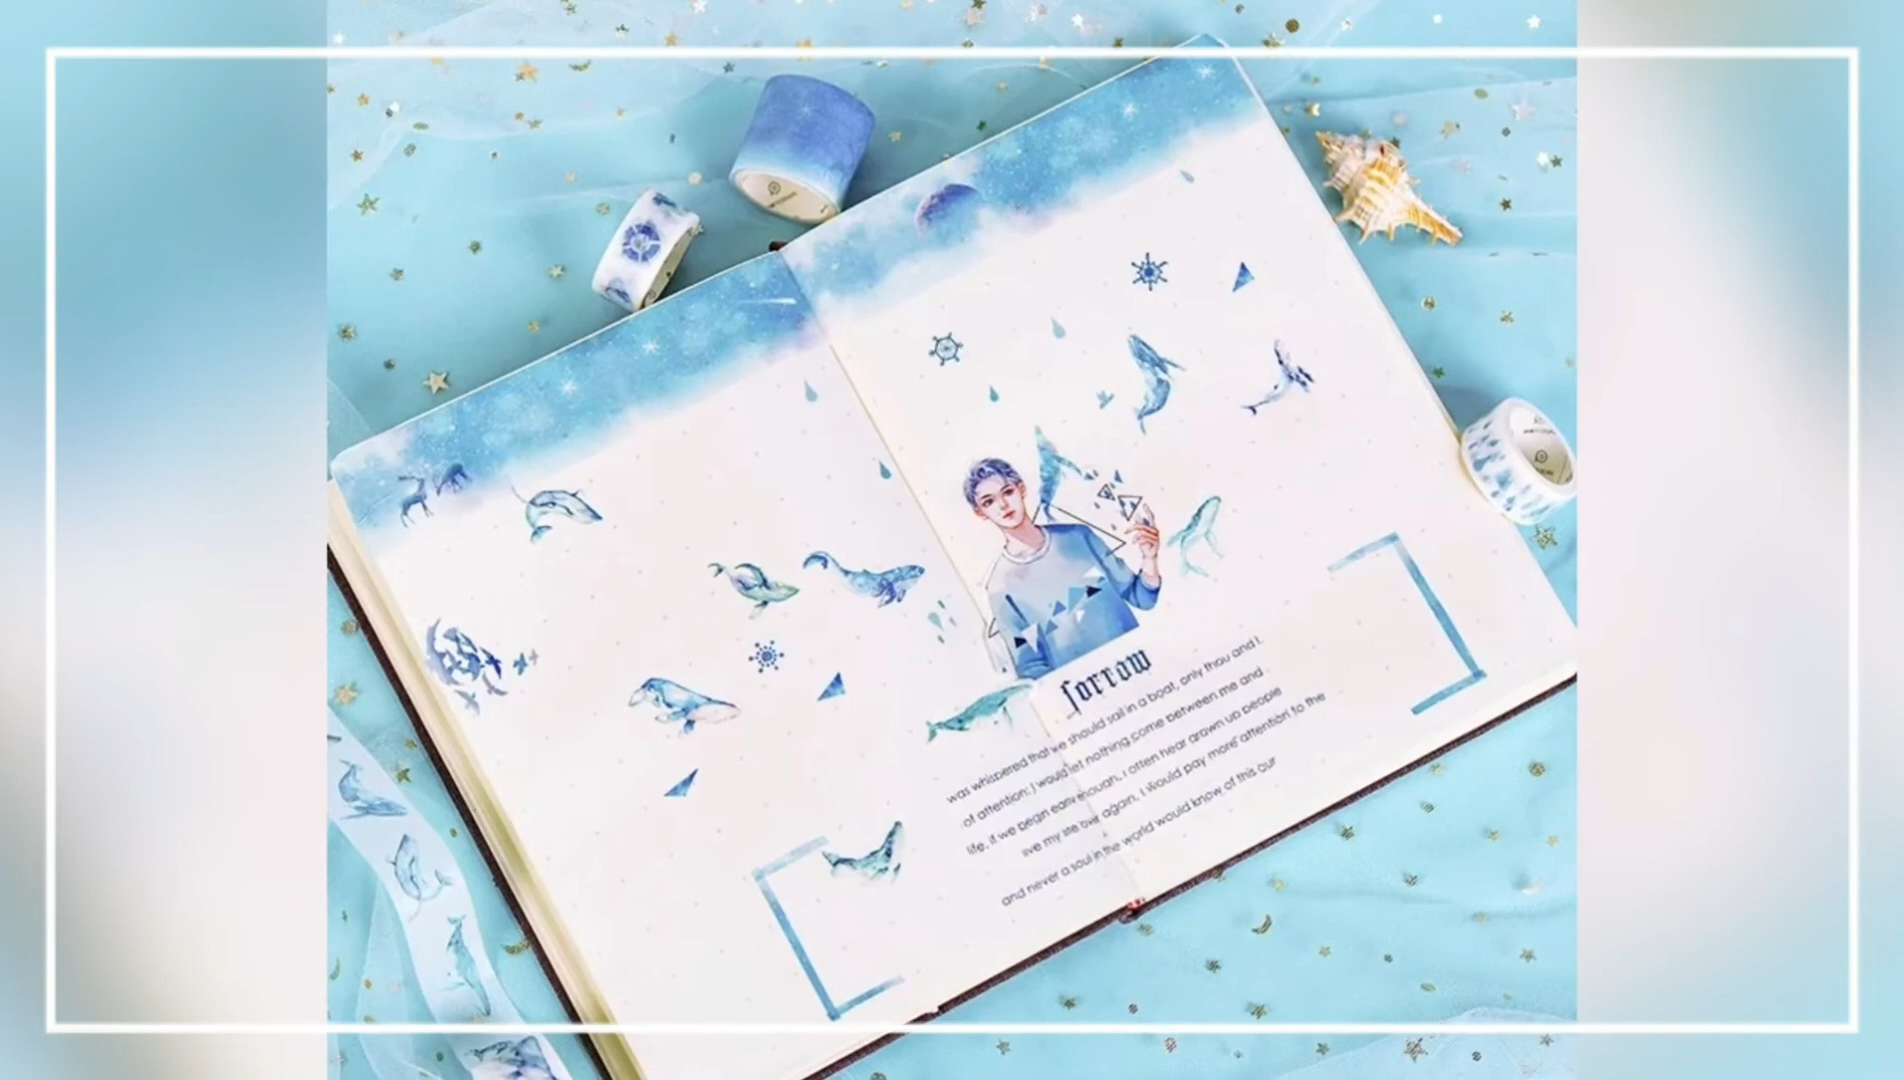 forrow
was whispered that we should sail in a boat, only thou and I.
of attention: I would let nothing come between me and
life. if we begin early enough, I often hear grown up people
live my life over again, I would pay more attention to the
and never a soul in the world would know of this our